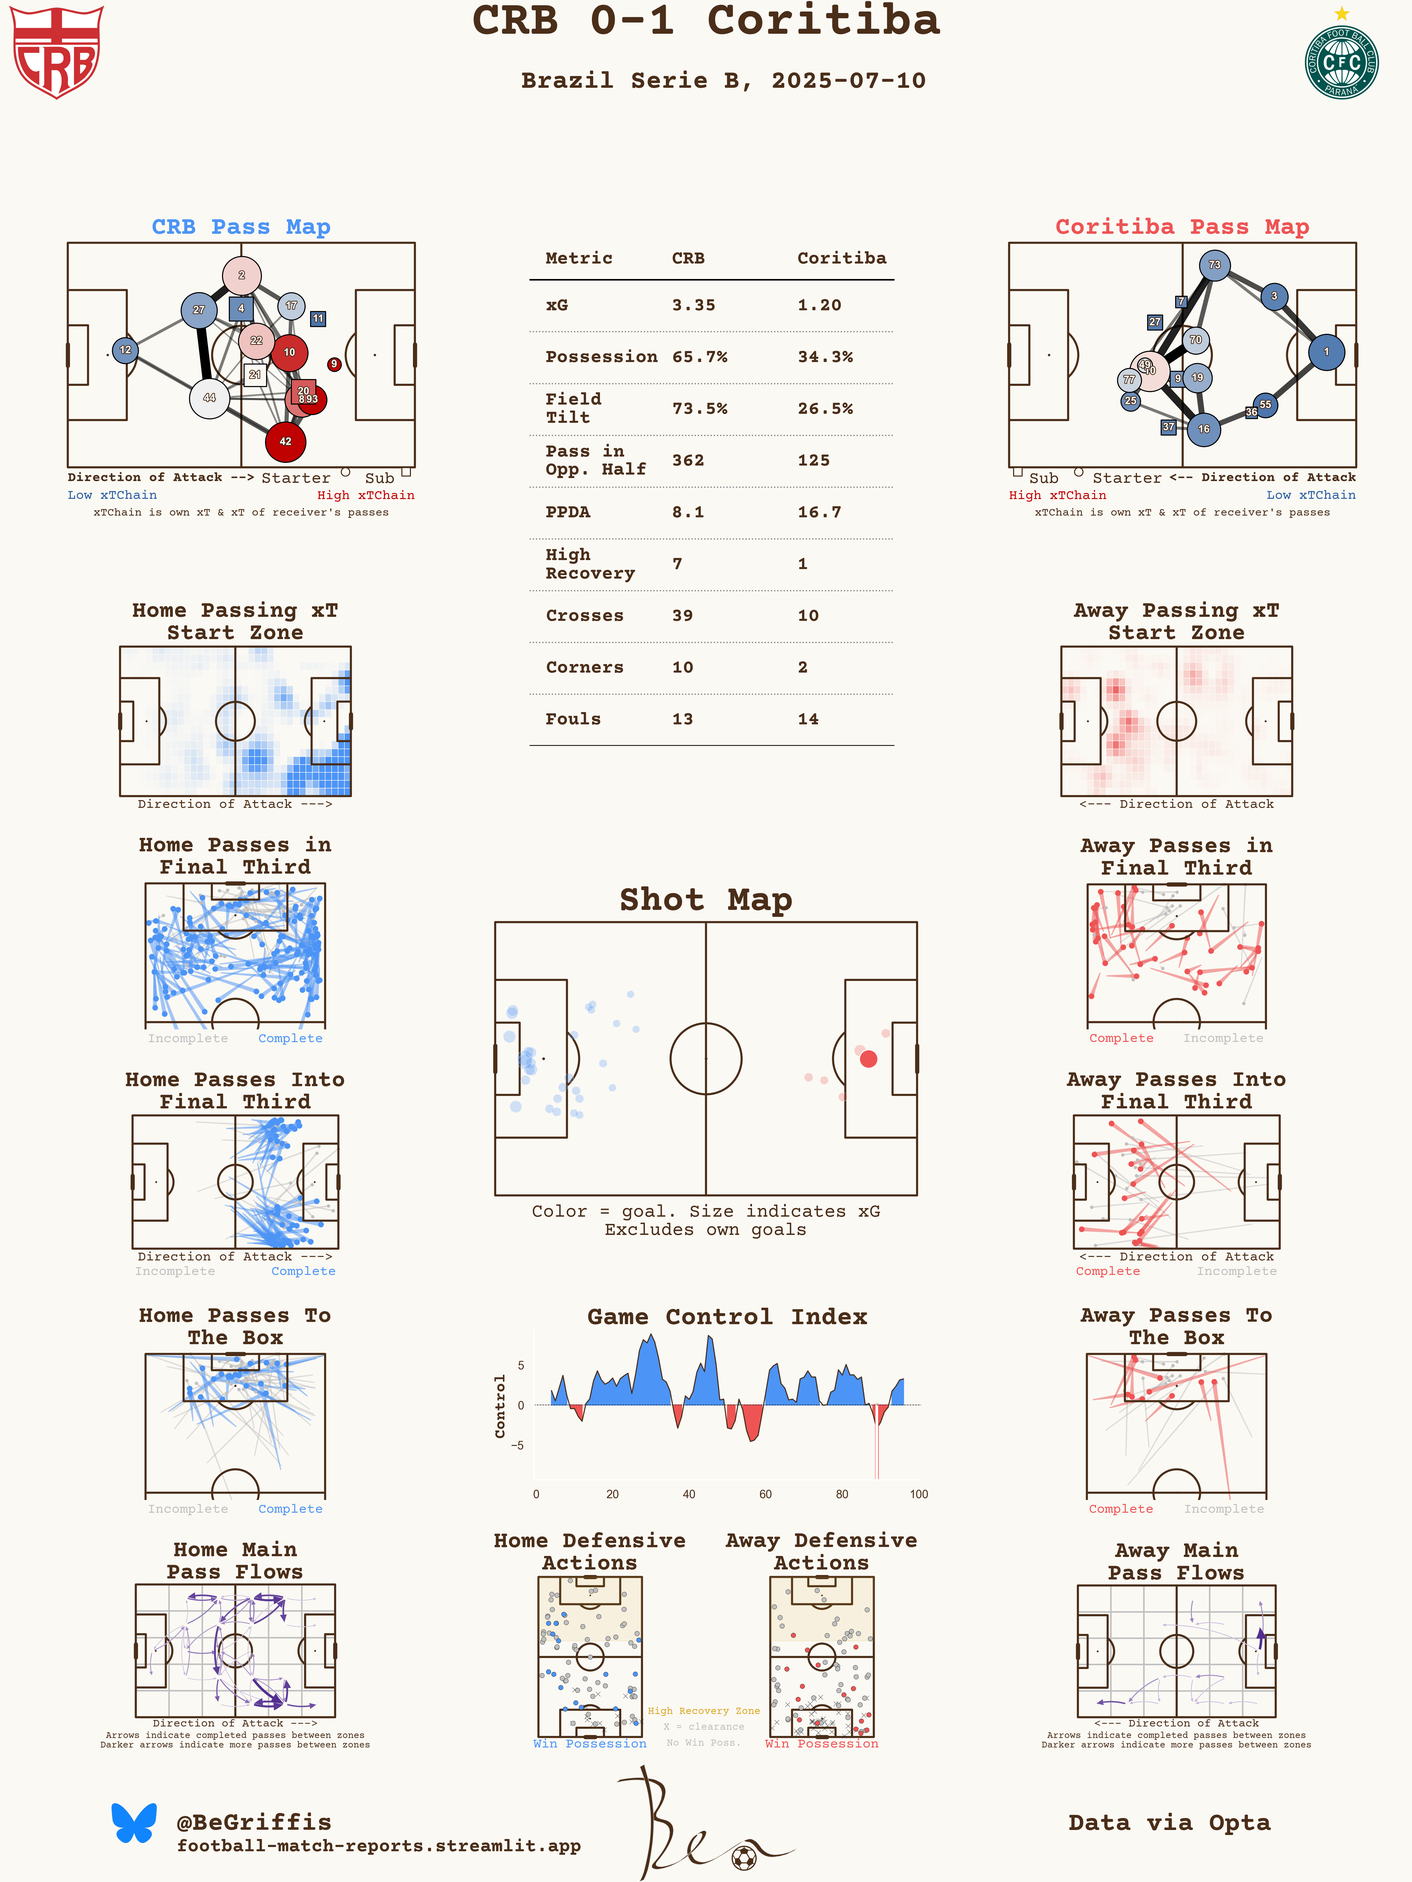 CRB 0-1 Coritiba
Brazil Serie B, 2025-07-10
CRB
CORITIBA FOOT BALL CLUB
CFC
PARANA
CRB Pass Map
2
27
4
17
11
22
10
12
9
21
20
8
93
44
42
Direction of Attack --> Starter Sub
Low xTChain High xTChain
xTChain is own xT & xT of receiver's passes
Metric CRB Coritiba
xG 3.35 1.20
Possession 65.7% 34.3%
Field
Tilt 73.5% 26.5%
Pass in
Opp. Half 362 125
PPDA 8.1 16.7
High
Recovery 7 1
Crosses 39 10
Corners 10 2
Fouls 13 14
Coritiba Pass Map
73
3
7
27
70
1
49
10
77
9
19
25
55
36
37
16
Sub Starter <-- Direction of Attack
High xTChain Low xTChain
xTChain is own xT & xT of receiver's passes
Home Passing xT
Start Zone
Direction of Attack --->
Away Passing xT
Start Zone
<--- Direction of Attack
Home Passes in
Final Third
Incomplete Complete
Away Passes in
Final Third
Complete Incomplete
Shot Map
Color = goal. Size indicates xG
Excludes own goals
Home Passes Into
Final Third
Direction of Attack --->
Incomplete Complete
Away Passes Into
Final Third
<--- Direction of Attack
Complete Incomplete
Home Passes To
The Box
Incomplete Complete
Game Control Index
Control
5
0
−5
0 20 40 60 80 100
Away Passes To
The Box
Complete Incomplete
Home Main
Pass Flows
Direction of Attack --->
Arrows indicate completed passes between zones
Darker arrows indicate more passes between zones
Home Defensive
Actions
Win Possession
Away Defensive
Actions
Win Possession
High Recovery Zone
X = clearance
No Win Poss.
Away Main
Pass Flows
<--- Direction of Attack
Arrows indicate completed passes between zones
Darker arrows indicate more passes between zones
@BeGriffis
football-match-reports.streamlit.app
Ben
Data via Opta